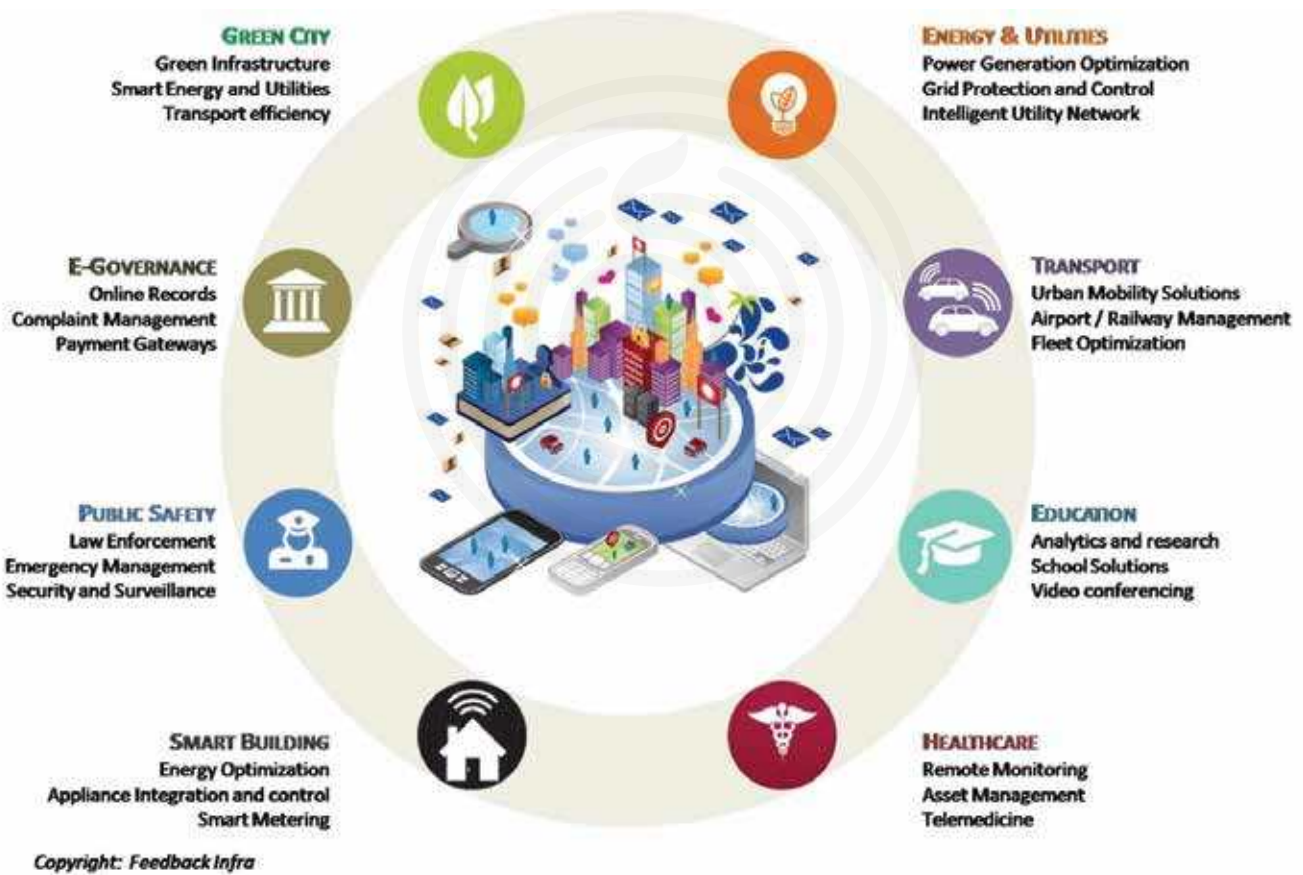 GREEN CITY
Green Infrastructure
Smart Energy and Utilities
Transport efficiency
ENERGY & UTILITIES
Power Generation Optimization
Grid Protection and Control
Intelligent Utility Network
E-GOVERNANCE
Online Records
Complaint Management
Payment Gateways
TRANSPORT
Urban Mobility Solutions
Airport / Railway Management
Fleet Optimization
PUBLIC SAFETY
Law Enforcement
Emergency Management
Security and Surveillance
EDUCATION
Analytics and research
School Solutions
Video conferencing
SMART BUILDING
Energy Optimization
Appliance Integration and control
Smart Metering
HEALTHCARE
Remote Monitoring
Asset Management
Telemedicine
Copyright: Feedback Infra